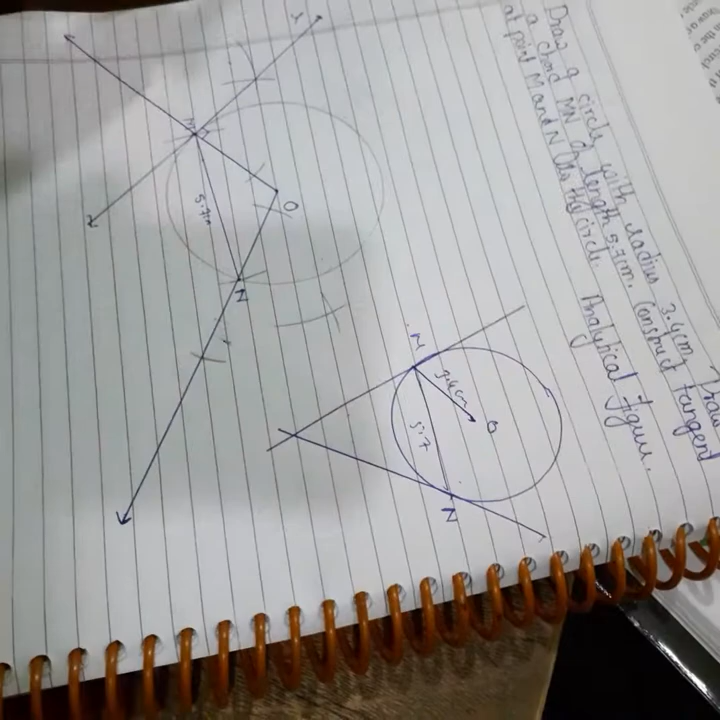 Draw a circle with radius 3.4cm Draw
a chord MN of length 5.7cm. Construct tangent
at point M and N to the circle. Analytical figure.
M
3.4cm
O
5.7
N
M
O
5.7cm
N